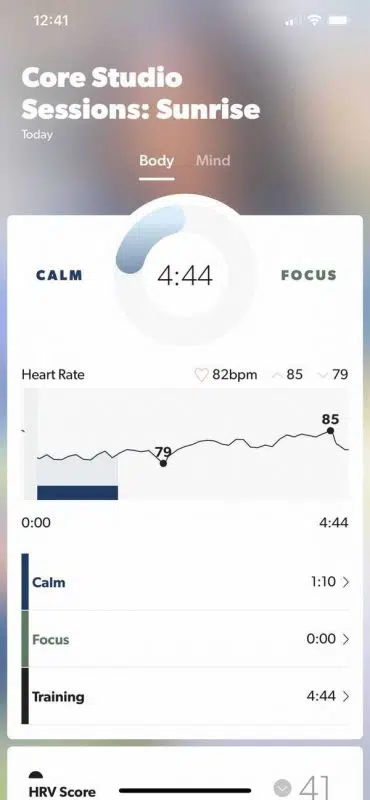 12:41
Core Studio
Sessions: Sunrise
Today
Body Mind
CALM 4:44 FOCUS
Heart Rate 82bpm 85 79
85
79
0:00 4:44
Calm 1:10
Focus 0:00
Training 4:44
HRV Score 41